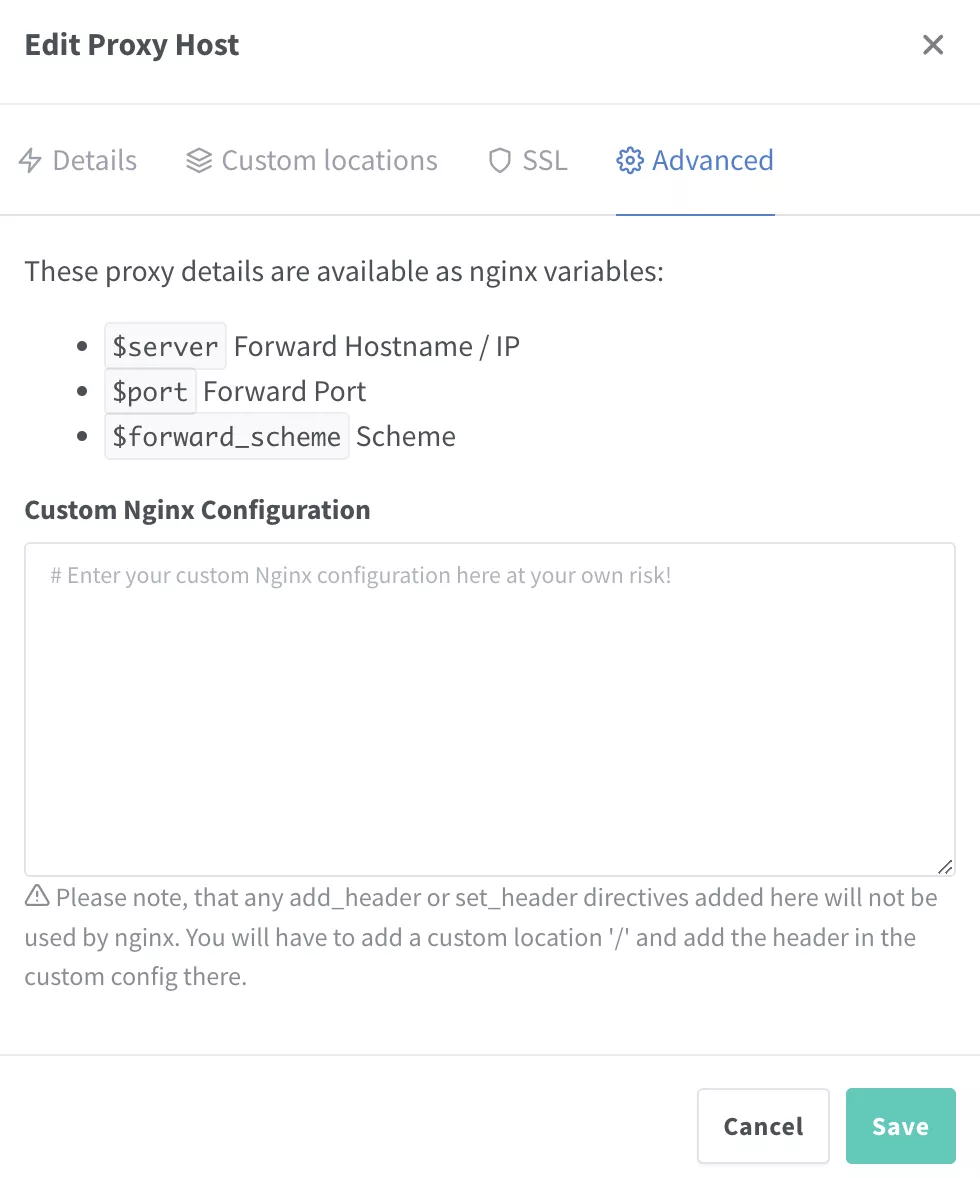 Edit Proxy Host
Details
Custom locations
SSL
Advanced
These proxy details are available as nginx variables:
$server Forward Hostname / IP
$port Forward Port
$forward_scheme Scheme
Custom Nginx Configuration
# Enter your custom Nginx configuration here at your own risk!
Please note, that any add_header or set_header directives added here will not be
used by nginx. You will have to add a custom location '/' and add the header in the
custom config there.
Cancel
Save